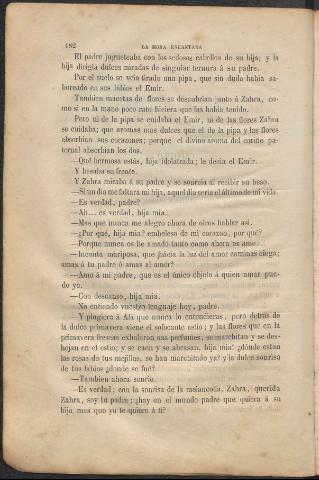 182 LA MORA ENCANTADA
El padre jugueteaba con los sedosos cabellos de su hija; y la
hija dirigia dulces miradas de singular ternura á su padre.
Por el suelo se veia tirada una pipa, que sin duda habia sa-
boreado en sus lábios el Emir.
Tambien macetas de flores se descubrian junto á Zahra, co-
mo si en la mano poco rato hiciera que las habia tenido.
Pero ni de la pipa se cuidaba el Emir, ni de las flores Zahra
se cuidaba; que aromas mas dulces que el de la pipa y las flores
absorbian sus corazones; porque el divino aroma del cariño pa-
ternal absorbian los dos.
—Qué hermosa estás, hija idolatrada; le decia el Emir.
Y besaba su frente.
Y Zahra miraba á su padre y se sonreia al recibir su beso.
—Si un dia me faltara mi hija, aquel dia seria el último de mi vida.
—Es verdad, padre?
—Ah... es verdad, hija mia.
—Mas que nunca me alegro ahora de oiros hablar así.
—¿Por qué, hija mia? embeleso de mi corazon, por qué?
—Porque nunca os he amado tanto como ahora os amo.
—Incauta mariposa, que hácia la luz del amor caminas ciega;
amas á tu padre ó amas al amor?
—Amo á mi padre, que es el único objeto á quien amar pue-
do yo.
—Con descanso, hija mia.
—No entiendo vuestro lenguaje hoy, padre.
—Y plugiera á Alá que nunca lo entendieras, pero detrás de
la dulce primavera viene el sofocante estio; y las flores que en la
primavera frescas exhalaron sus perfumes, se marchitan y se des-
hojan en el estio; y se caen y se abrasan, hija mia: ¿dónde estan
las rosas de tus mejillas, se han marchitado ya? y la dulce sonrisa
de tus labios ¿dónde se fué?
—Tambien ahora sonrio.
—Es verdad; con la sonrisa de la melancolía. Zahra, querida
Zahra, soy tu padre; ¿hay en el mundo padre que quiera á su
hija mas que yo te quiero á tí?